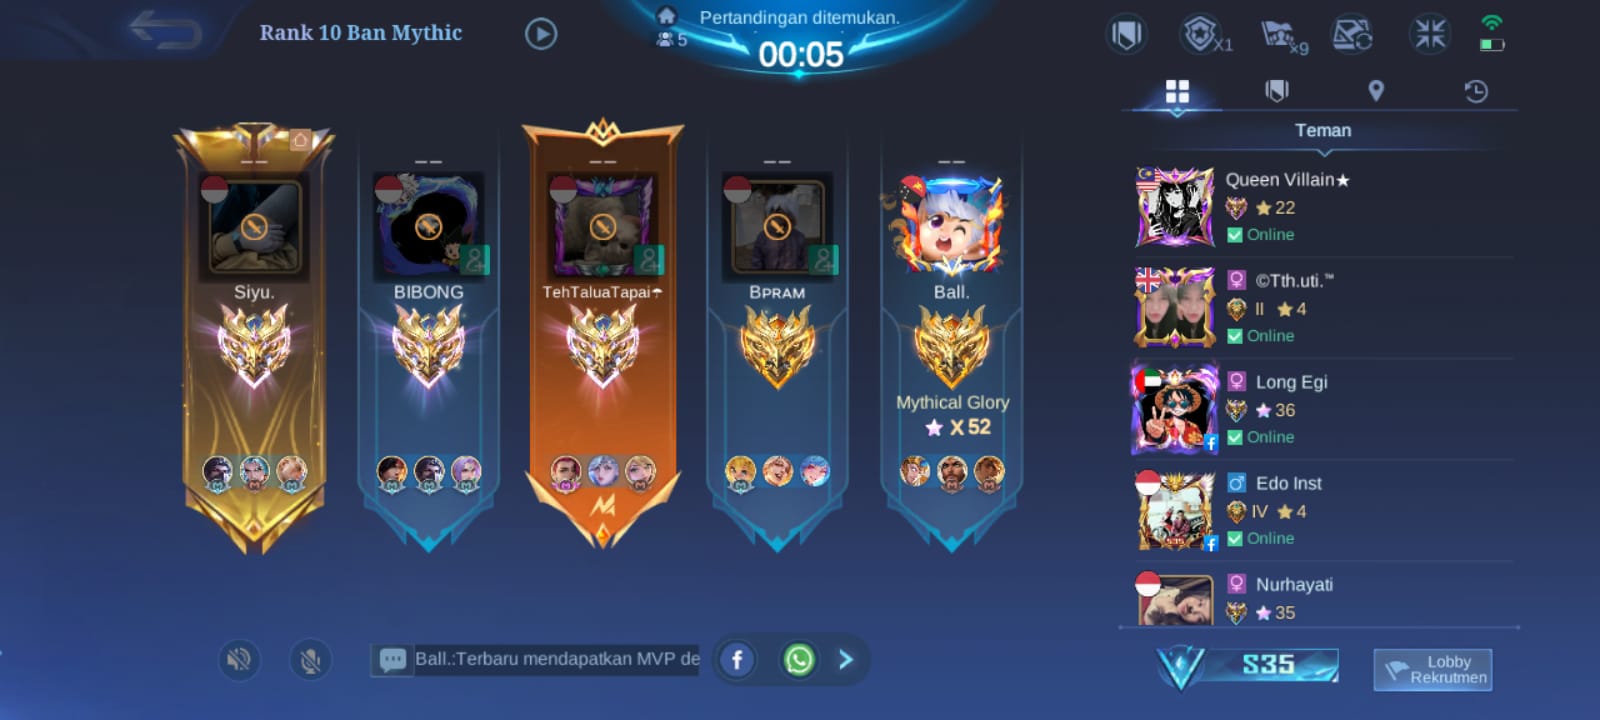 Rank 10 Ban Mythic
Pertandingan ditemukan.
5
00:05
X1
×9
Teman
Siyu.
BIBONG
TehTaluaTapai☂
BPRAM
Ball.
Mythical Glory
X 52
Queen Villain★
22
Online
©Tth.uti.™
II 4
Online
Long Egi
36
Online
Edo Inst
IV 4
Online
Nurhayati
35
Ball.:Terbaru mendapatkan MVP de
S35
Lobby
Rekrutmen